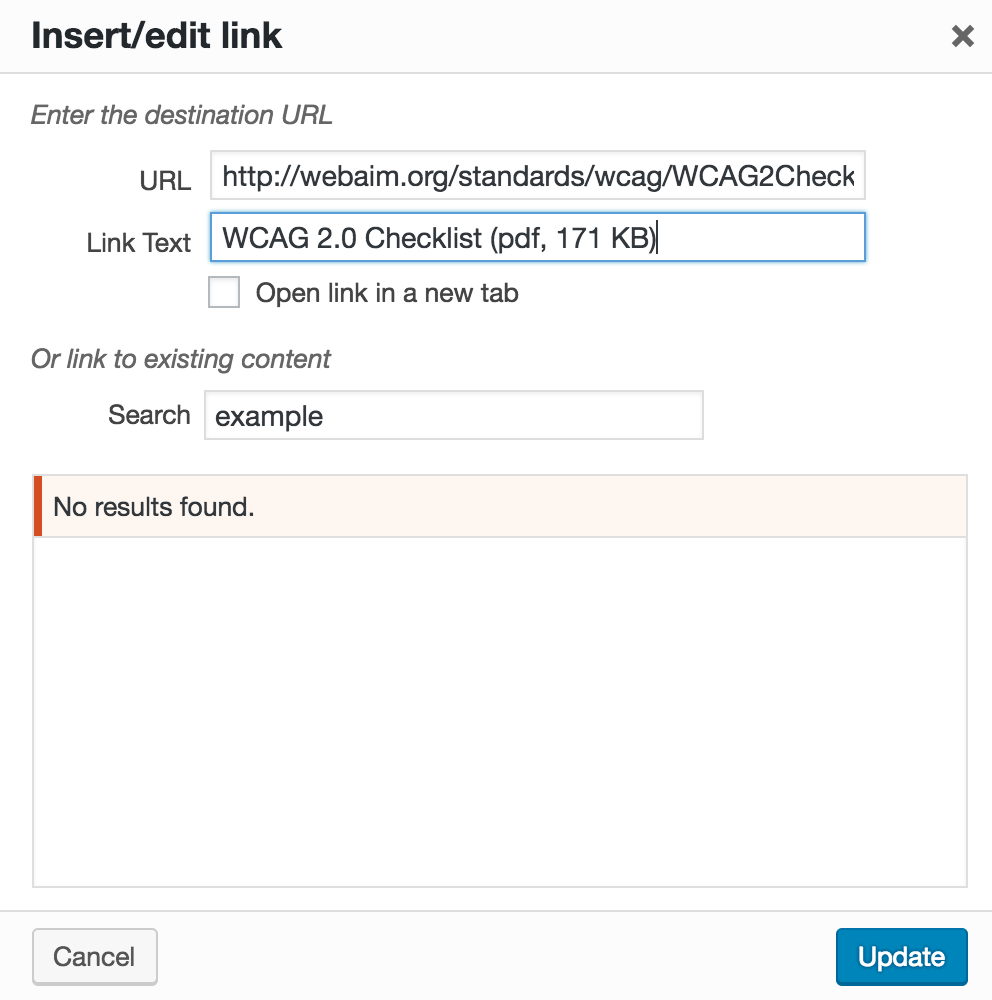 Insert/edit link
Enter the destination URL
URL http://webaim.org/standards/wcag/WCAG2Check
Link Text WCAG 2.0 Checklist (pdf, 171 KB)
Open link in a new tab
Or link to existing content
Search example
No results found.
Cancel Update